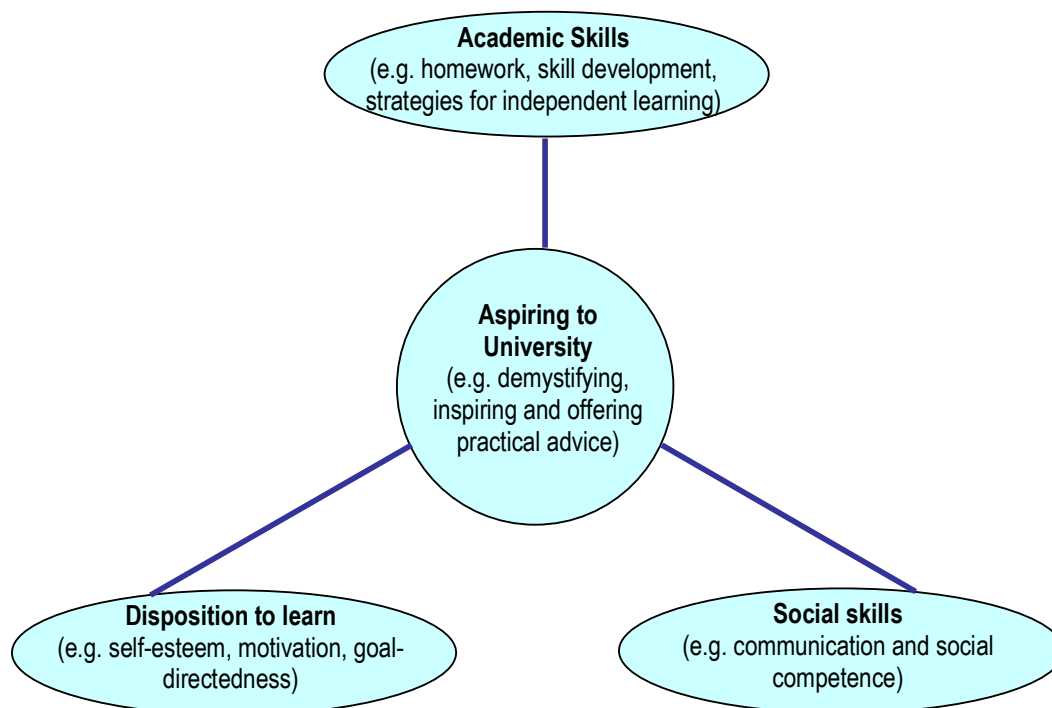 Academic Skills
(e.g. homework, skill development,
strategies for independent learning)
Aspiring to
University
(e.g. demystifying,
inspiring and offering
practical advice)
Disposition to learn
(e.g. self-esteem, motivation, goal-
directedness)
Social skills
(e.g. communication and social
competence)